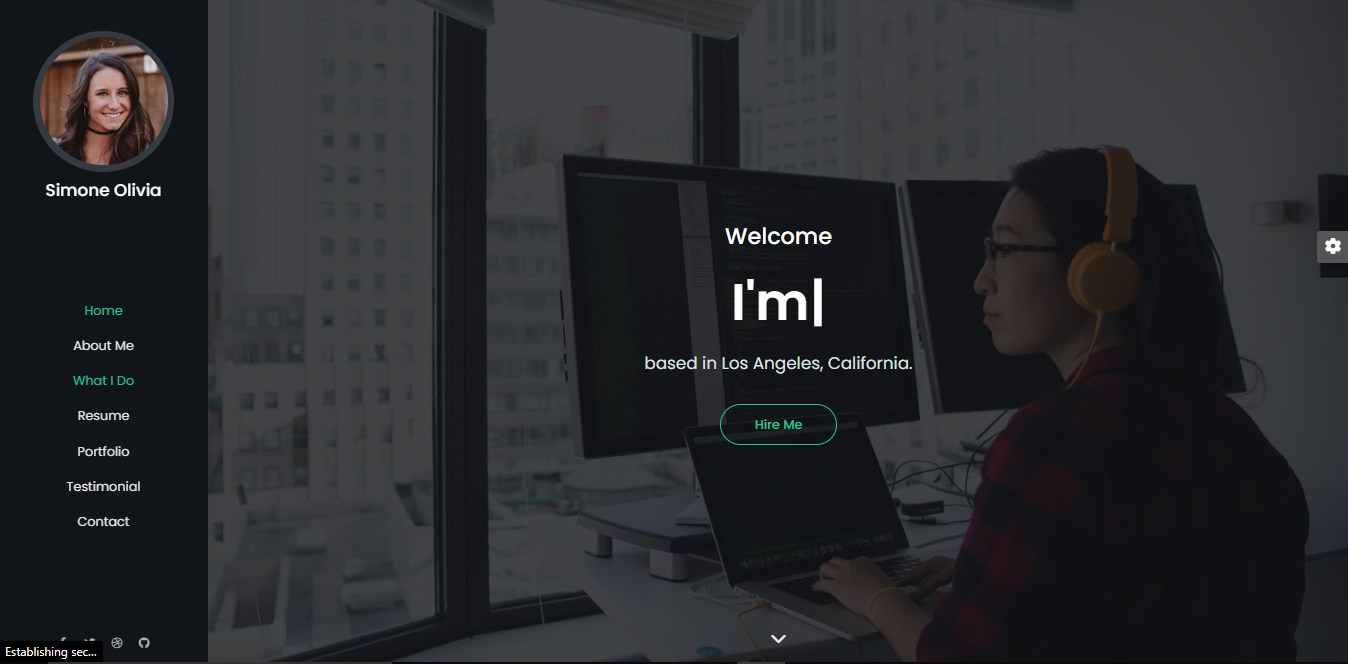 Simone Olivia
Home
About Me
What I Do
Resume
Portfolio
Testimonial
Contact
Establishing sec...
Welcome
I'm|
based in Los Angeles, California.
Hire Me